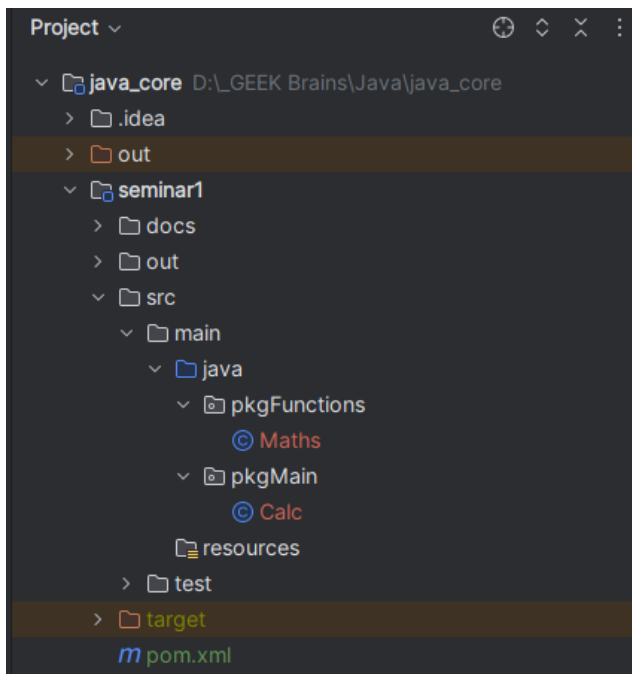 Project
java_core D:\_GEEK Brains\Java\java_core
.idea
out
seminar1
docs
out
src
main
java
pkgFunctions
Maths
pkgMain
Calc
resources
test
target
pom.xml